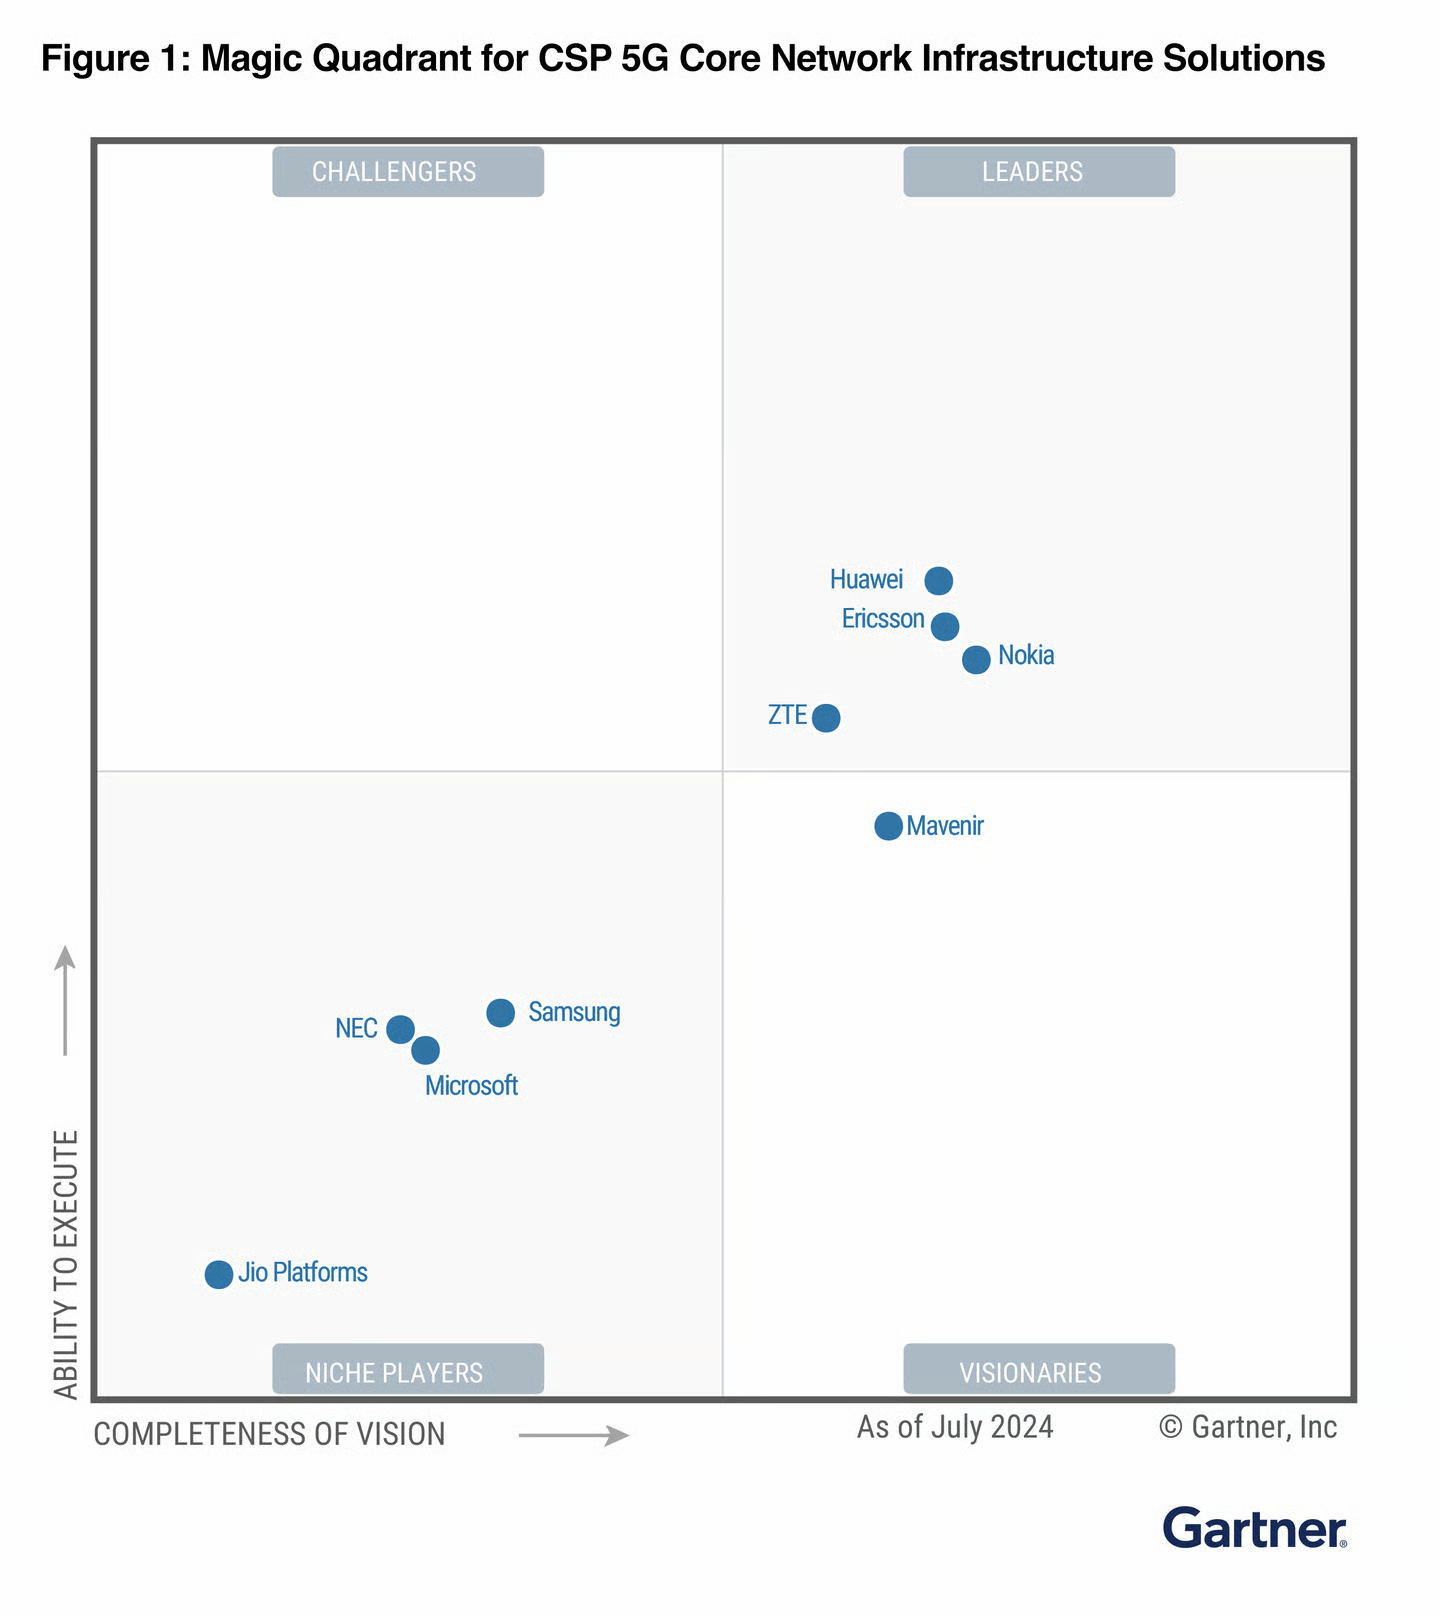 Figure 1: Magic Quadrant for CSP 5G Core Network Infrastructure Solutions
CHALLENGERS
LEADERS
Huawei
Ericsson
Nokia
ZTE
Mavenir
Samsung
NEC
Microsoft
Jio Platforms
NICHE PLAYERS
VISIONARIES
ABILITY TO EXECUTE
COMPLETENESS OF VISION
As of July 2024
© Gartner, Inc
Gartner®